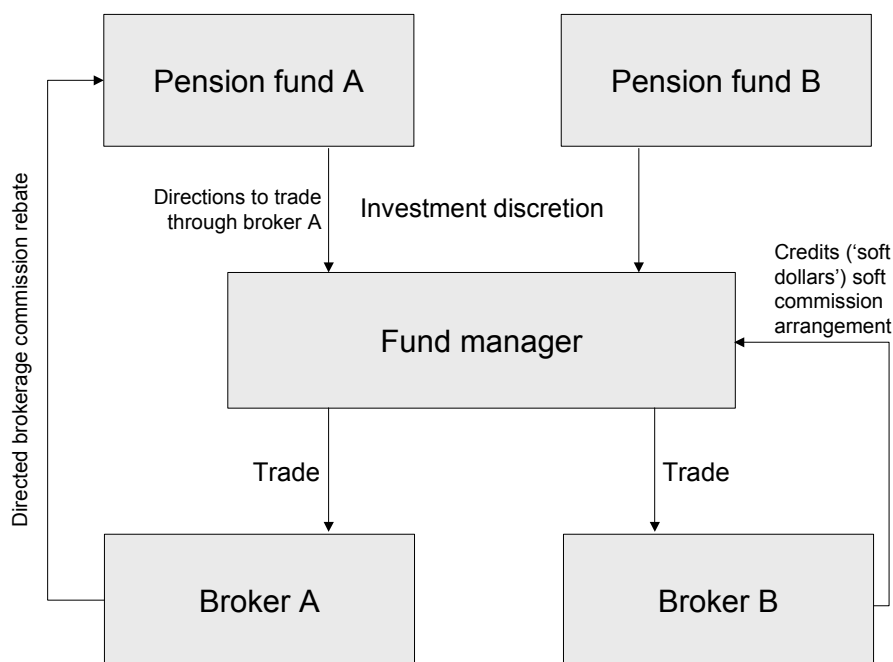 Pension fund A
Pension fund B
Directed brokerage commission rebate
Directions to trade
through broker A
Investment discretion
Credits (‘soft
dollars’) soft
commission
arrangement
Fund manager
Trade
Trade
Broker A
Broker B